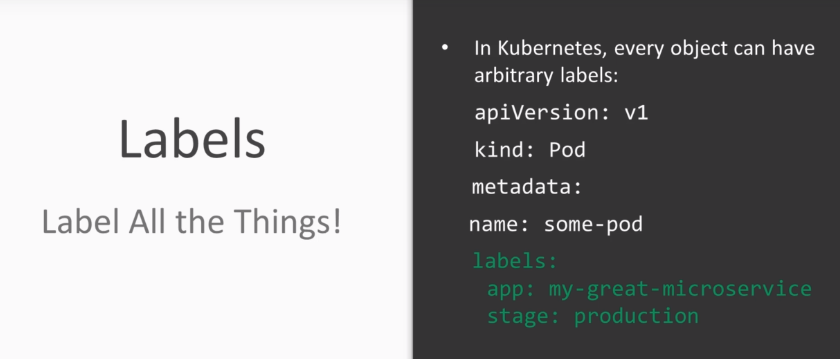 Labels
Label All the Things!
• In Kubernetes, every object can have
arbitrary labels:
apiVersion: v1
kind: Pod
metadata:
name: some-pod
labels:
app: my-great-microservice
stage: production